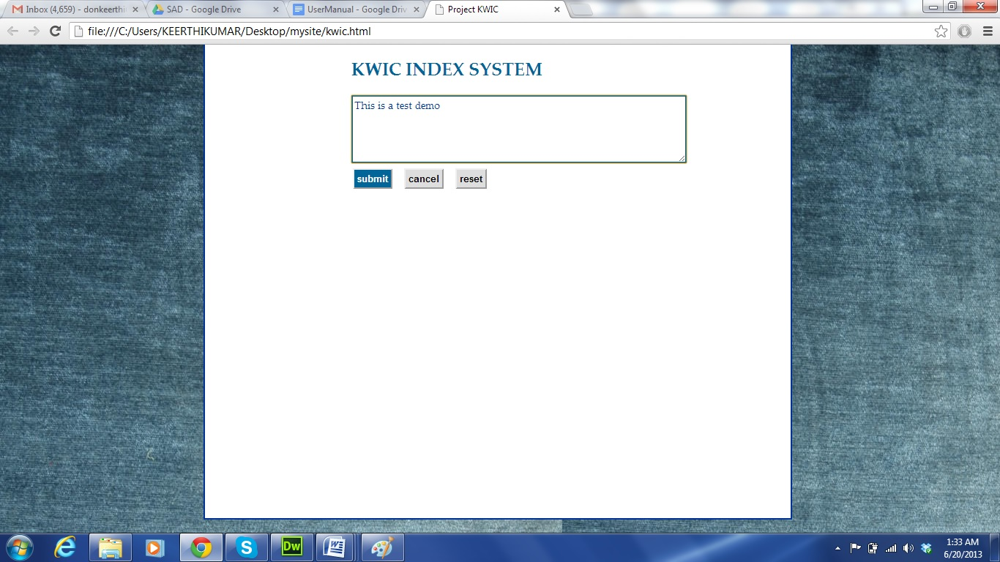 Inbox (4,659) - donkeerthi
SAD - Google Drive
UserManual - Google Driv
Project KWIC
file:///C:/Users/KEERTHIKUMAR/Desktop/mysite/kwic.html
KWIC INDEX SYSTEM
This is a test demo
submit cancel reset
Dw
W
1:33 AM
6/20/2013